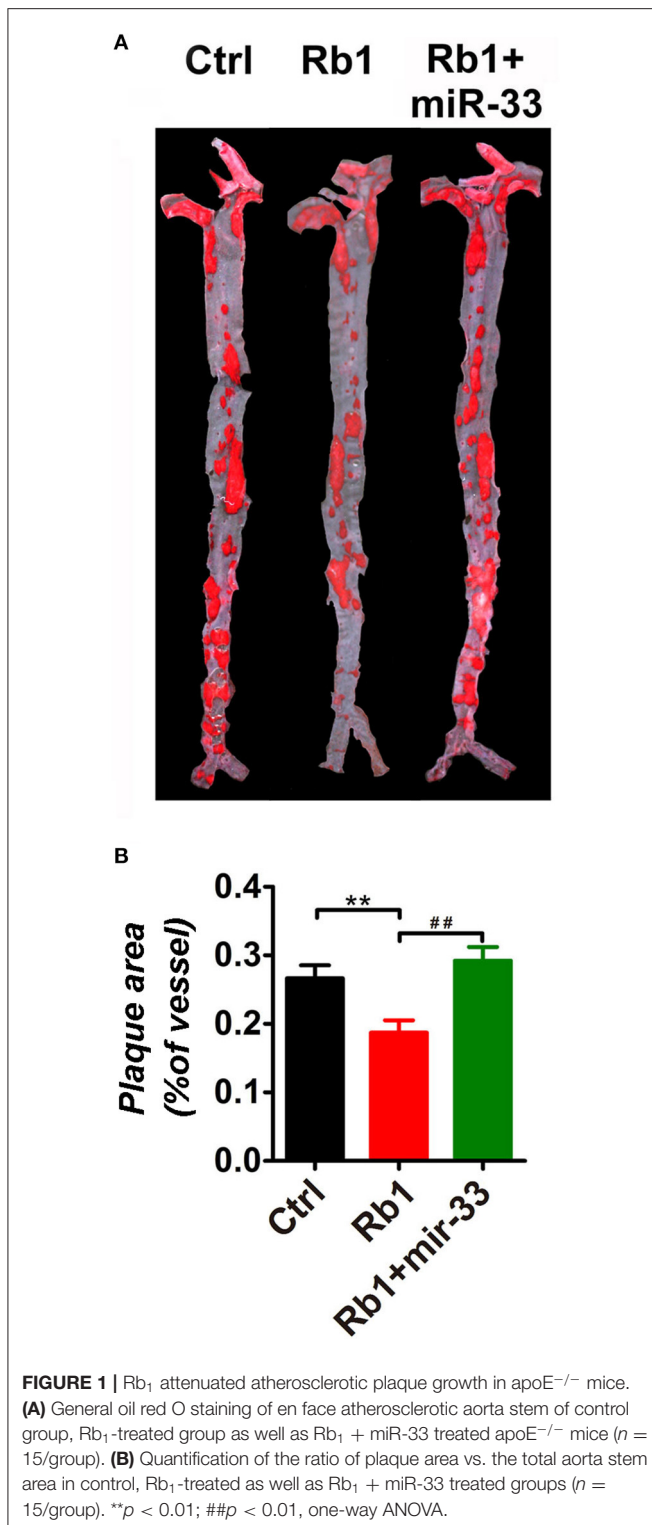 A
Ctrl Rb1 Rb1+
miR-33
B
Plaque area
(%of vessel)
0.4
0.3
0.2
0.1
0.0
**
##
Ctrl
Rb1
Rb1+mir-33
FIGURE 1 | Rb₁ attenuated atherosclerotic plaque growth in apoE⁻/⁻ mice.
(A) General oil red O staining of en face atherosclerotic aorta stem of control
group, Rb₁-treated group as well as Rb₁ + miR-33 treated apoE⁻/⁻ mice (n =
15/group). (B) Quantification of the ratio of plaque area vs. the total aorta stem
area in control, Rb₁-treated as well as Rb₁ + miR-33 treated groups (n =
15/group). **p < 0.01; ##p < 0.01, one-way ANOVA.